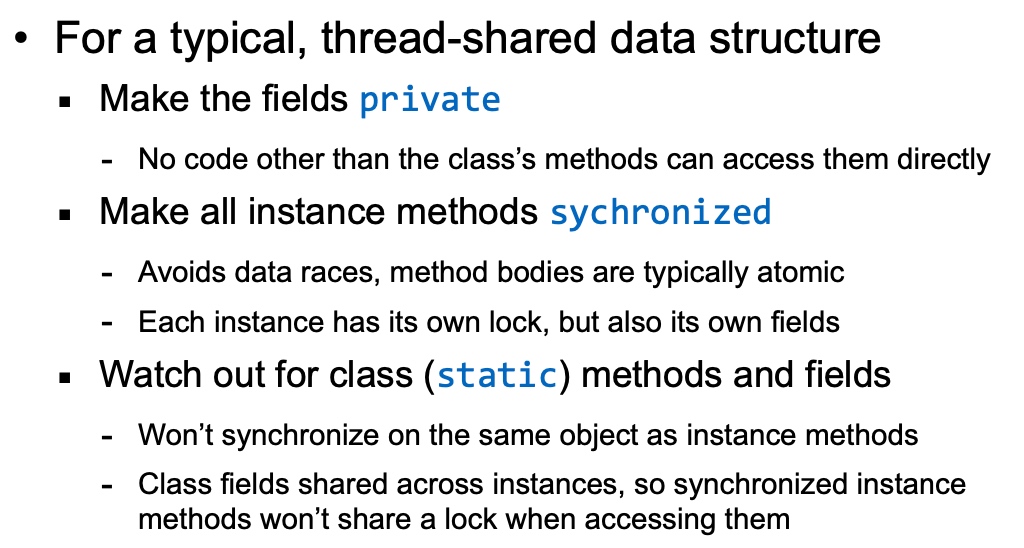 • For a typical, thread-shared data structure
▪ Make the fields private
- No code other than the class’s methods can access them directly
▪ Make all instance methods sychronized
- Avoids data races, method bodies are typically atomic
- Each instance has its own lock, but also its own fields
▪ Watch out for class (static) methods and fields
- Won’t synchronize on the same object as instance methods
- Class fields shared across instances, so synchronized instance
methods won’t share a lock when accessing them